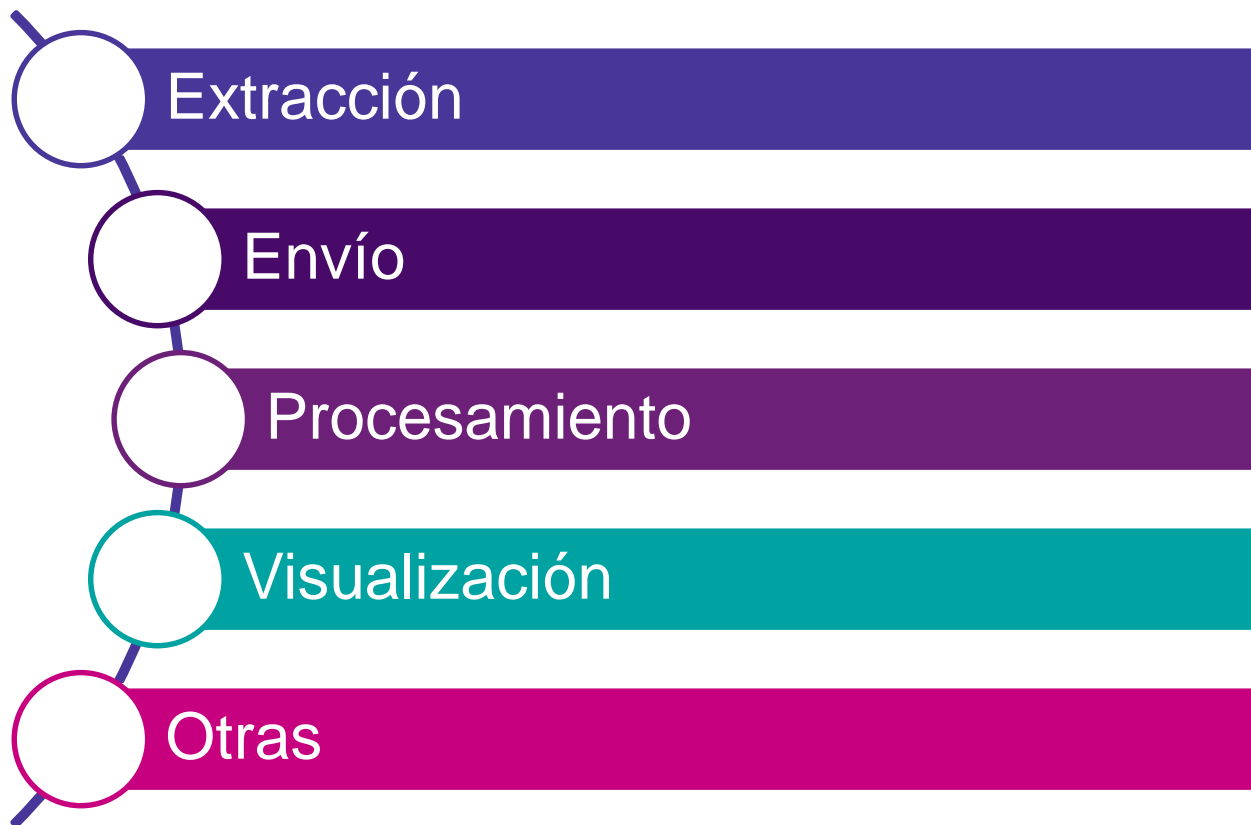 Extracción
Envío
Procesamiento
Visualización
Otras